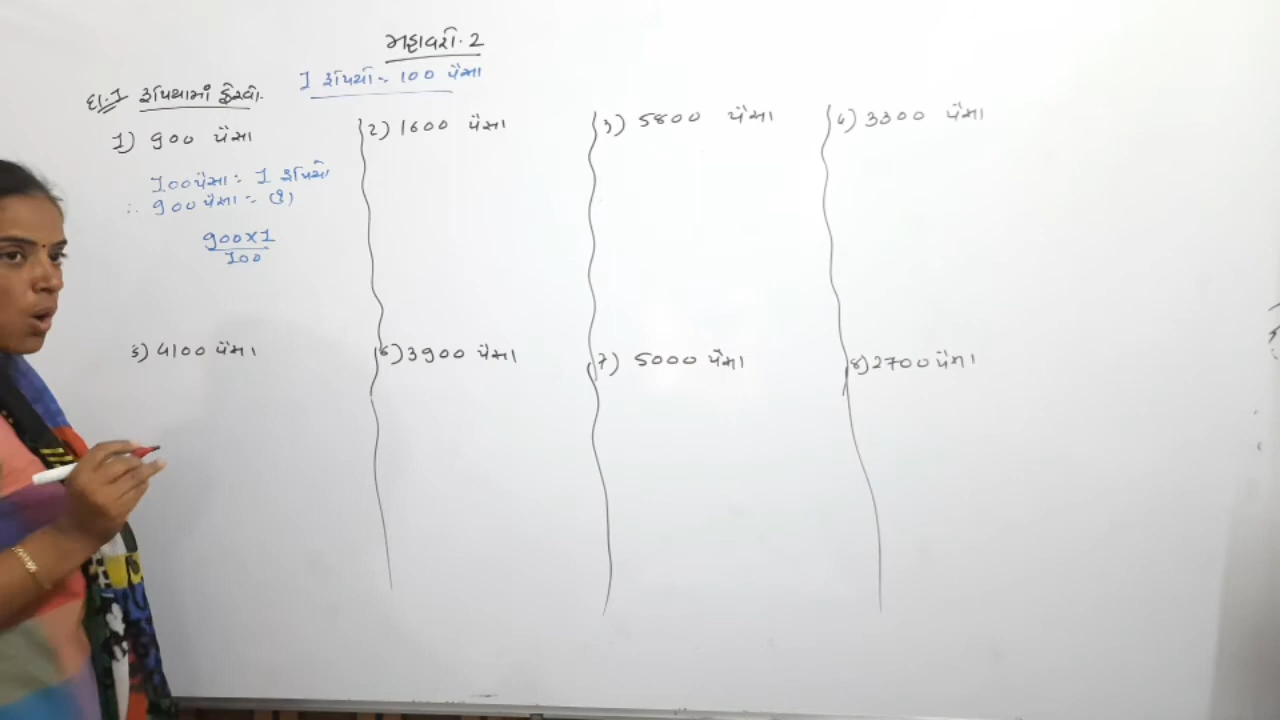 મહાવરો.2
1 રૂપિયો = 100 પૈસા
દા.1 રૂપિયામાં ફેરવો.
1) 900 પૈસા
100 પૈસા = 1 રૂપિયો
∴ 900 પૈસા = (?)
900 × 1
100
2) 1600 પૈસા
3) 5800 પૈસા
4) 3300 પૈસા
5) 4100 પૈસા
6) 3900 પૈસા
7) 5000 પૈસા
8) 2700 પૈસા